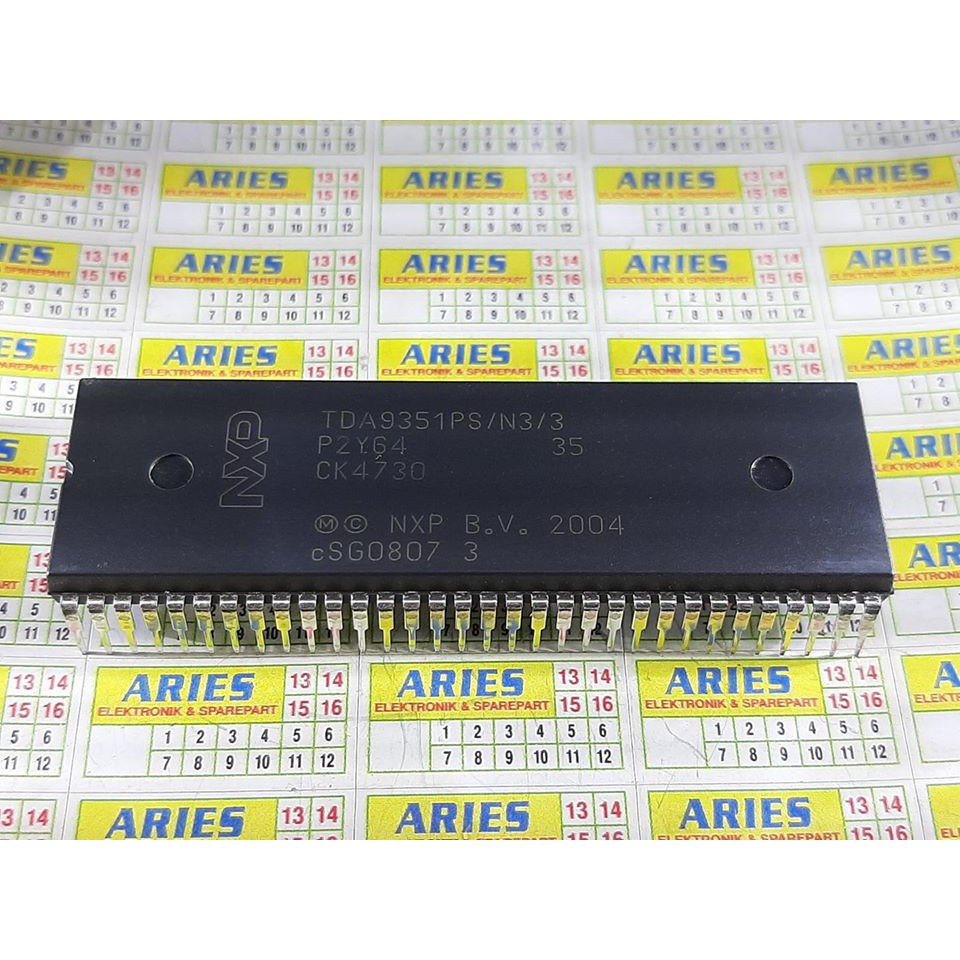 NXP
TDA9351PS/N3/3
P2Y64 35
CK4730
ⓂⒸ NXP B.V. 2004
cSG0807 3
ARIES
ELEKTRONIK & SPAREPART
13 14
15 16
1 2 3 4 5 6
7 8 9 10 11 12